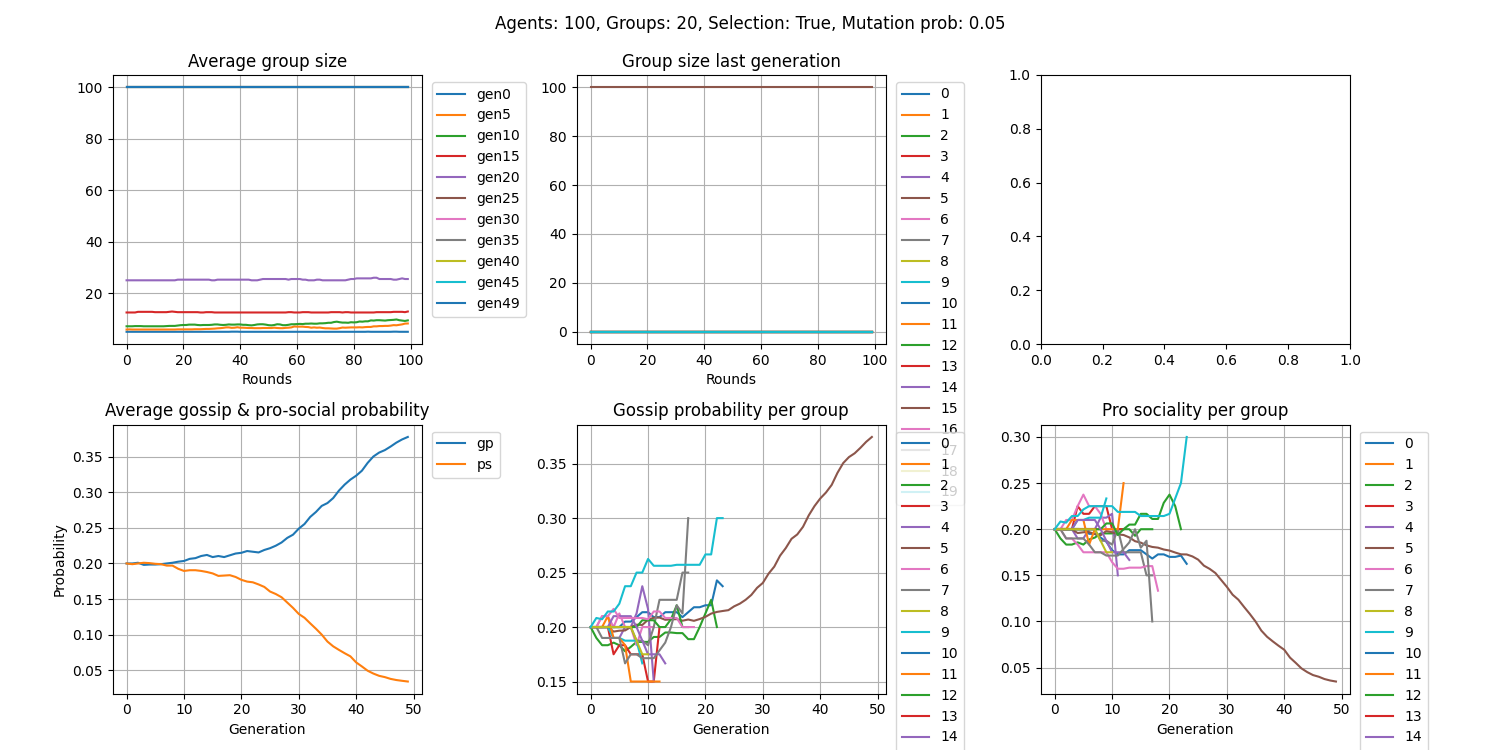 Agents: 100, Groups: 20, Selection: True, Mutation prob: 0.05
Average group size
100
80
60
40
20
0 20 40 60 80 100
Rounds
gen0
gen5
gen10
gen15
gen20
gen25
gen30
gen35
gen40
gen45
gen49
Group size last generation
100
80
60
40
20
0
0 20 40 60 80 100
Rounds
0
1
2
3
4
5
6
7
8
9
10
11
12
13
14
15
16
17
18
19
1.0
0.8
0.6
0.4
0.2
0.0
0.0 0.2 0.4 0.6 0.8 1.0
Average gossip & pro-social probability
Probability
0.35
0.30
0.25
0.20
0.15
0.10
0.05
0 10 20 30 40 50
Generation
gp
ps
Gossip probability per group
0.35
0.30
0.25
0.20
0.15
0 10 20 30 40 50
Generation
0
1
2
3
4
5
6
7
8
9
10
11
12
13
14
Pro sociality per group
0.30
0.25
0.20
0.15
0.10
0.05
0 10 20 30 40 50
Generation
0
1
2
3
4
5
6
7
8
9
10
11
12
13
14